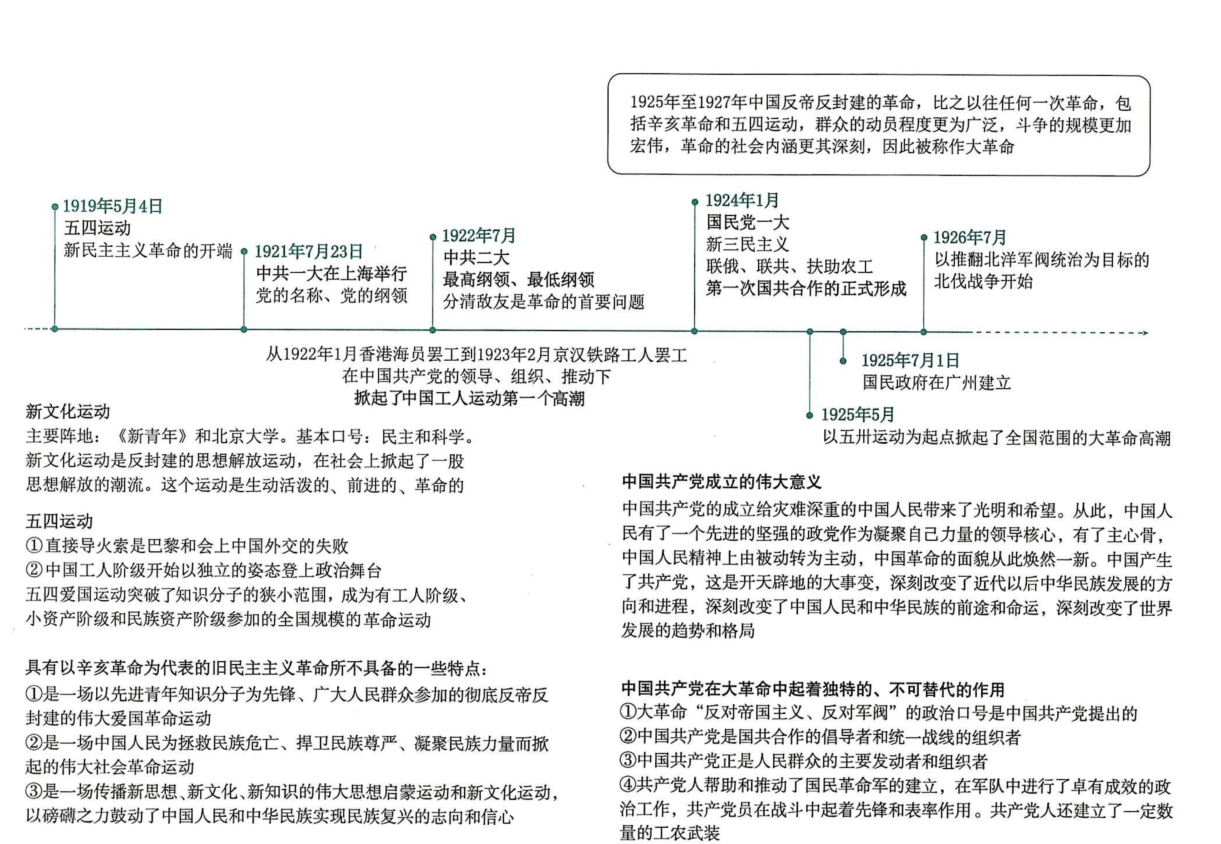 1925年至1927年中国反帝反封建的革命，比之以往任何一次革命，包
括辛亥革命和五四运动，群众的动员程度更为广泛，斗争的规模更加
宏伟，革命的社会内涵更其深刻，因此被称作大革命
1919年5月4日
五四运动
新民主主义革命的开端
1921年7月23日
中共一大在上海举行
党的名称、党的纲领
1922年7月
中共二大
最高纲领、最低纲领
分清敌友是革命的首要问题
1924年1月
国民党一大
新三民主义
联俄、联共、扶助农工
第一次国共合作的正式形成
1926年7月
以推翻北洋军阀统治为目标的
北伐战争开始
从1922年1月香港海员罢工到1923年2月京汉铁路工人罢工
在中国共产党的领导、组织、推动下
掀起了中国工人运动第一个高潮
1925年7月1日
国民政府在广州建立
1925年5月
以五卅运动为起点掀起了全国范围的大革命高潮
新文化运动
主要阵地：《新青年》和北京大学。基本口号：民主和科学。
新文化运动是反封建的思想解放运动，在社会上掀起了一股
思想解放的潮流。这个运动是生动活泼的、前进的、革命的
五四运动
①直接导火索是巴黎和会上中国外交的失败
②中国工人阶级开始以独立的姿态登上政治舞台
五四爱国运动突破了知识分子的狭小范围，成为有工人阶级、
小资产阶级和民族资产阶级参加的全国规模的革命运动
具有以辛亥革命为代表的旧民主主义革命所不具备的一些特点：
①是一场以先进青年知识分子为先锋、广大人民群众参加的彻底反帝反
封建的伟大爱国革命运动
②是一场中国人民为拯救民族危亡、捍卫民族尊严、凝聚民族力量而掀
起的伟大社会革命运动
③是一场传播新思想、新文化、新知识的伟大思想启蒙运动和新文化运动，
以磅礴之力鼓动了中国人民和中华民族实现民族复兴的志向和信心
中国共产党成立的伟大意义
中国共产党的成立给灾难深重的中国人民带来了光明和希望。从此，中国人
民有了一个先进的坚强的政党作为凝聚自己力量的领导核心，有了主心骨，
中国人民精神上由被动转为主动，中国革命的面貌从此焕然一新。中国产生
了共产党，这是开天辟地的大事变，深刻改变了近代以后中华民族发展的方
向和进程，深刻改变了中国人民和中华民族的前途和命运，深刻改变了世界
发展的趋势和格局
中国共产党在大革命中起着独特的、不可替代的作用
①大革命“反对帝国主义、反对军阀”的政治口号是中国共产党提出的
②中国共产党是国共合作的倡导者和统一战线的组织者
③中国共产党正是人民群众的主要发动者和组织者
④共产党人帮助和推动了国民革命军的建立，在军队中进行了卓有成效的政
治工作，共产党员在战斗中起着先锋和表率作用。共产党人还建立了一定数
量的工农武装